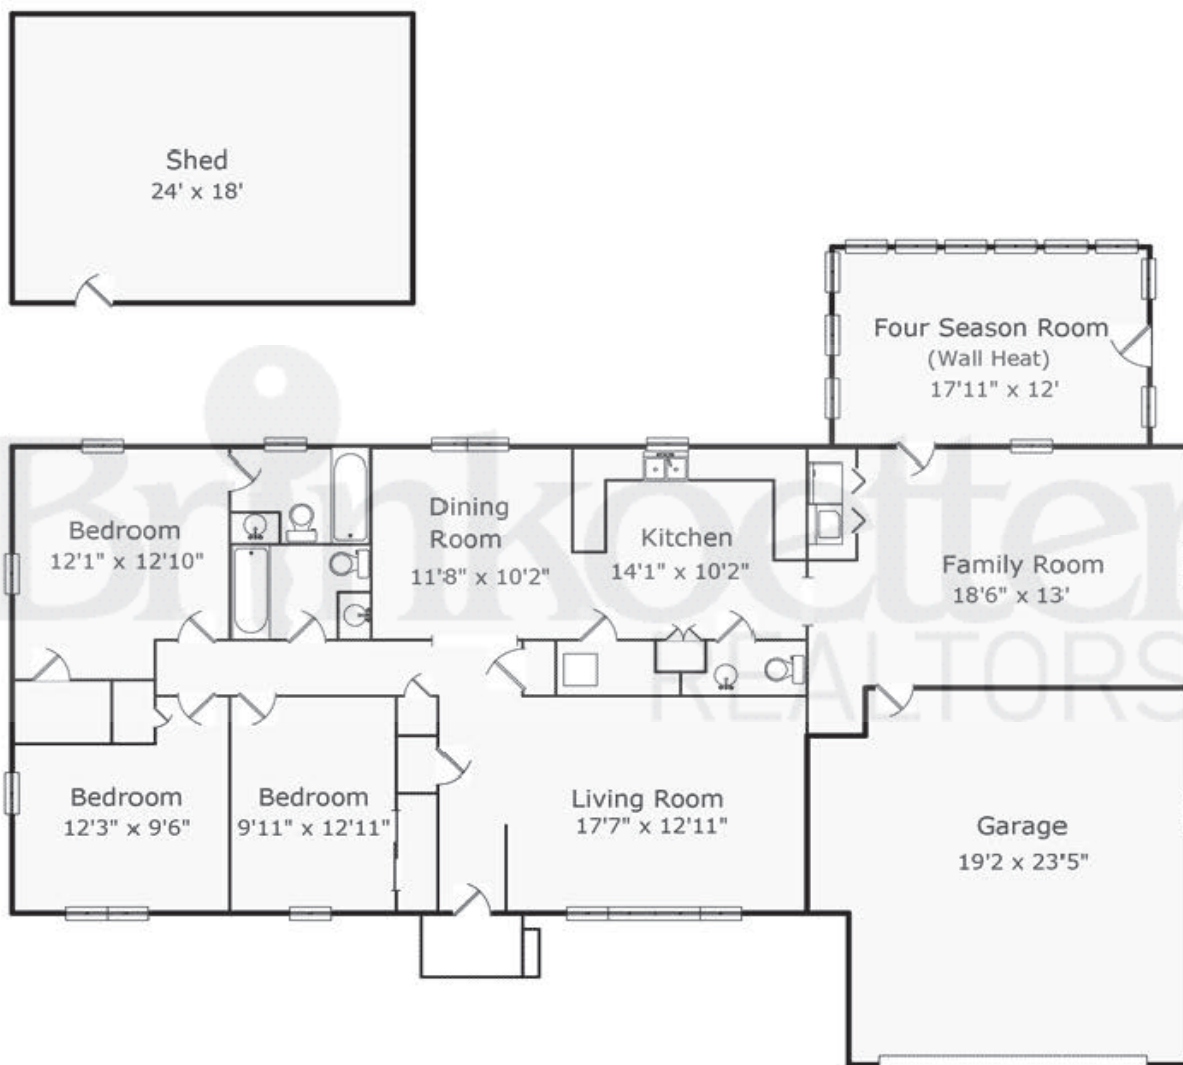 Shed
24' x 18'
Four Season Room
(Wall Heat)
17'11" x 12'
Brinkoetter
REALTORS
Bedroom
12'1" x 12'10"
Dining
Room
11'8" x 10'2"
Kitchen
14'1" x 10'2"
Family Room
18'6" x 13'
Bedroom
12'3" x 9'6"
Bedroom
9'11" x 12'11"
Living Room
17'7" x 12'11"
Garage
19'2 x 23'5"